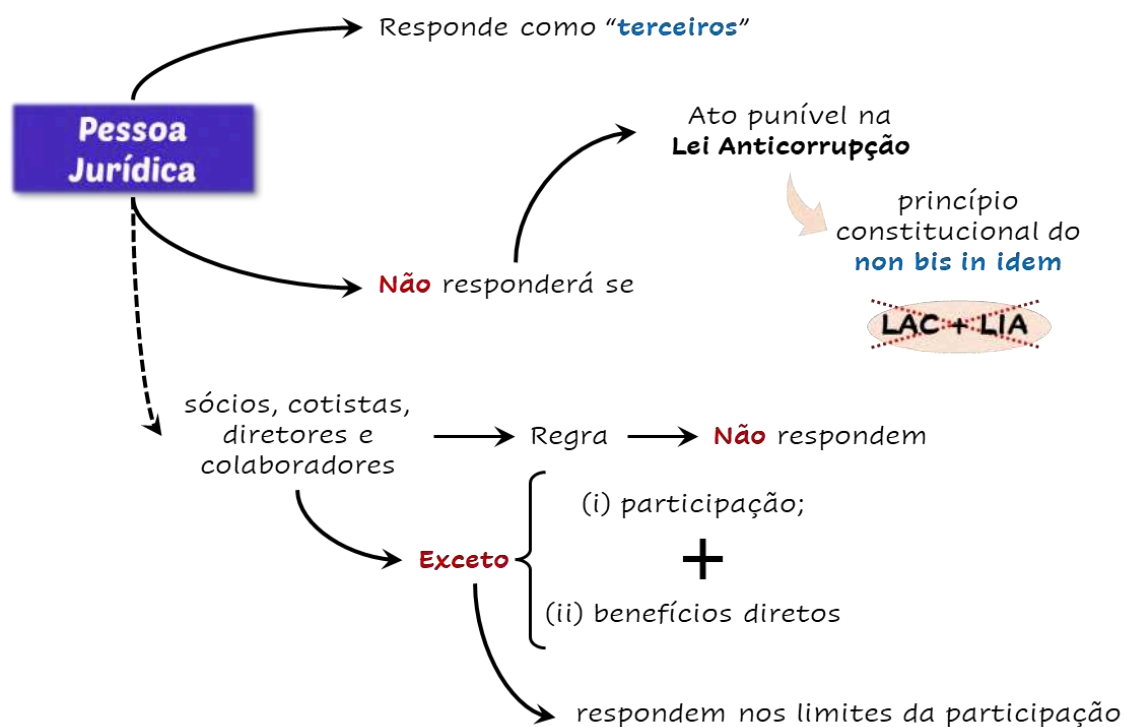 Responde como “terceiros”
Pessoa
Jurídica
Ato punível na
Lei Anticorrupção
princípio
constitucional do
non bis in idem
Não responderá se
LAC + LIA
sócios, cotistas,
diretores e
colaboradores
Regra
Não respondem
(i) participação;
+
Exceto
(ii) benefícios diretos
respondem nos limites da participação